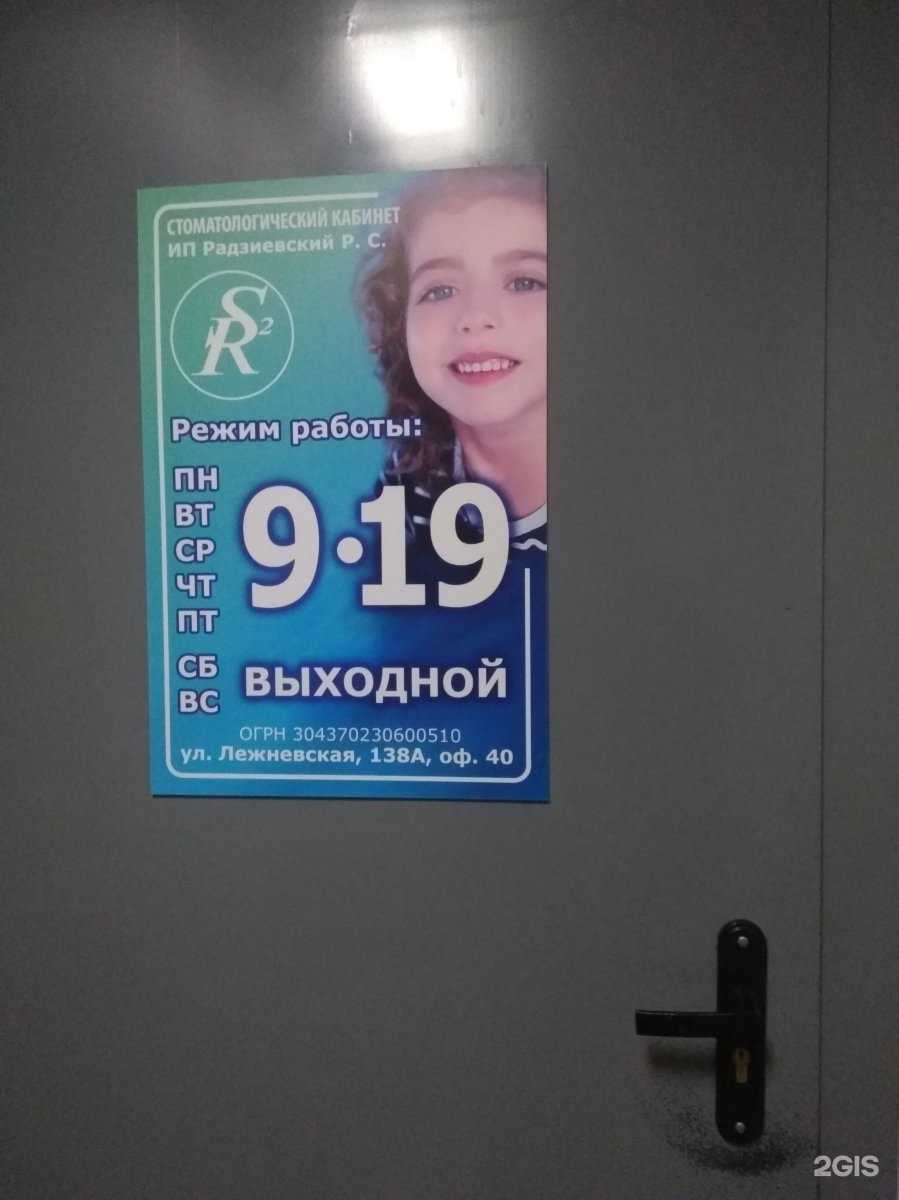 СТОМАТОЛОГИЧЕСКИЙ КАБИНЕТ
ИП Радзиевский Р. С.
SR2
Режим работы:
ПН
ВТ
СР
ЧТ
ПТ
9·19
СБ
ВС
ВЫХОДНОЙ
ОГРН 304370230600510
ул. Лежневская, 138А, оф. 40
2GIS